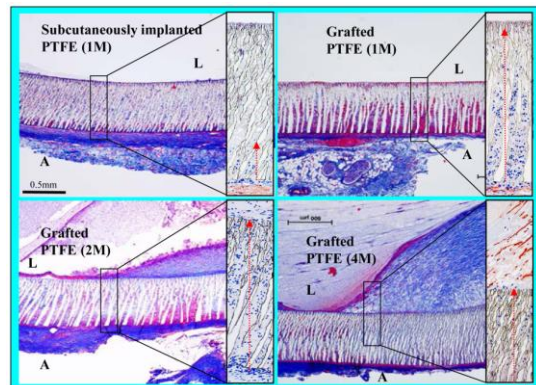 Subcutaneously implanted
PTFE (1M)
L
A
0.5mm
Grafted
PTFE (1M)
L
A
Grafted
PTFE (2M)
L
A
Grafted
PTFE (4M)
L
A